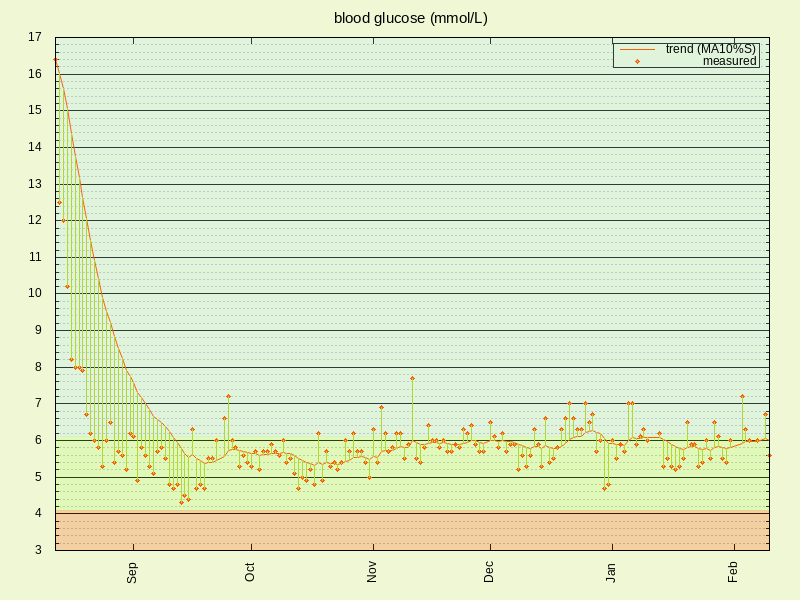 blood glucose (mmol/L)
trend (MA10%S)
measured
17
16
15
14
13
12
11
10
9
8
7
6
5
4
3
Sep
Oct
Nov
Dec
Jan
Feb